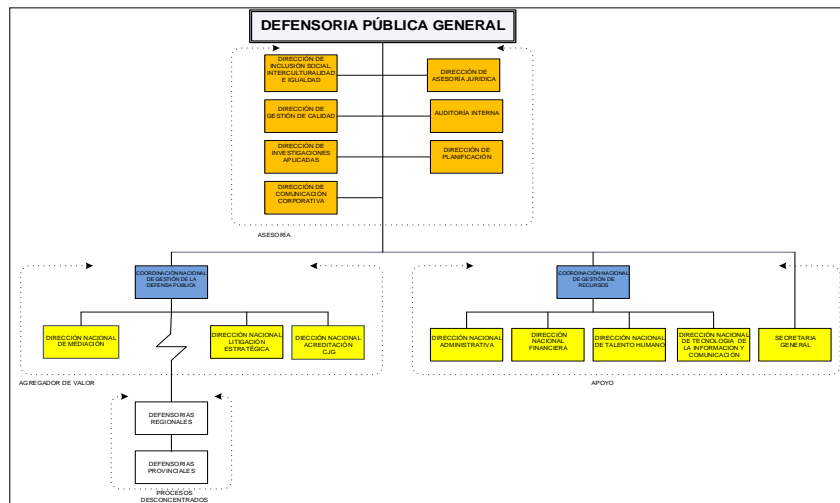 DEFENSORIA PÚBLICA GENERAL
DIRECCIÓN DE
INCLUSIÓN SOCIAL,
INTERCULTURALIDAD
E IGUALDAD
DIRECCIÓN DE
ASESORÍA JURIDICA
DIRECCIÓN DE
GESTIÓN DE CALIDAD
AUDITORÍA INTERNA
DIRECCIÓN DE
INVESTIGACIONES
APLICADAS
DIRECCIÓN DE
PLANIFICACIÓN
DIRECCIÓN DE
COMUNICACIÓN
CORPORATIVA
ASESORÍA
COORDINACIÓN NACIONAL
DE GESTIÓN DE LA
DEFENSA PÚBLICA
COORDINACIÓN NACIONAL
DE GESTIÓN DE
RECURSOS
DIRECCIÓN NACIONAL
DE MEDIACIÓN
DIRECCIÓN NACIONAL
LITIGACIÓN
ESTRATÉGICA
DIECCIÓN NACIONAL
ACREDITACIÓN
CJG
DIRECCIÓN NACIONAL
ADMINISTRATIVA
DIRECCIÓN
NACIONAL
FINANCIERA
DIRECCIÓN NACIONAL
DE TALENTO HUMANO
DIRECCIÓN NACIONAL
DE TECNOLOGIA DE
LA INFORMACION Y
COMUNICACIÓN
SECRETARIA
GENERAL
AGREGADOR DE VALOR
APOYO
DEFENSORIAS
REGIONALES
DEFENSORIAS
PROVINCIALES
PROCESOS
DESCONCENTRADOS